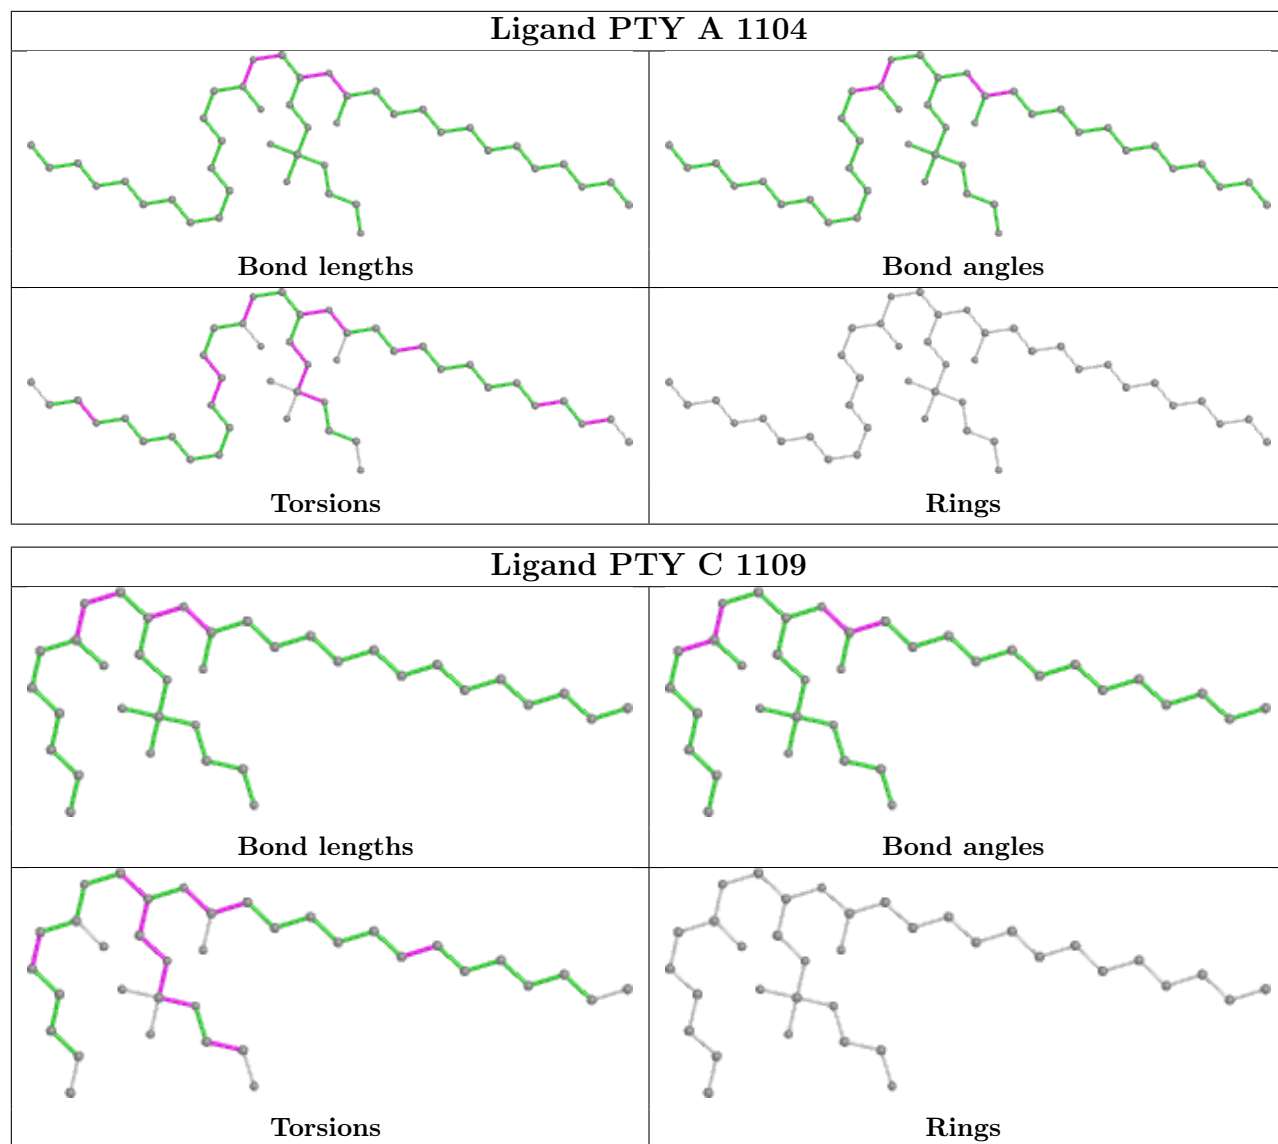 Ligand PTY A 1104
Bond lengths
Bond angles
Torsions
Rings
Ligand PTY C 1109
Bond lengths
Bond angles
Torsions
Rings